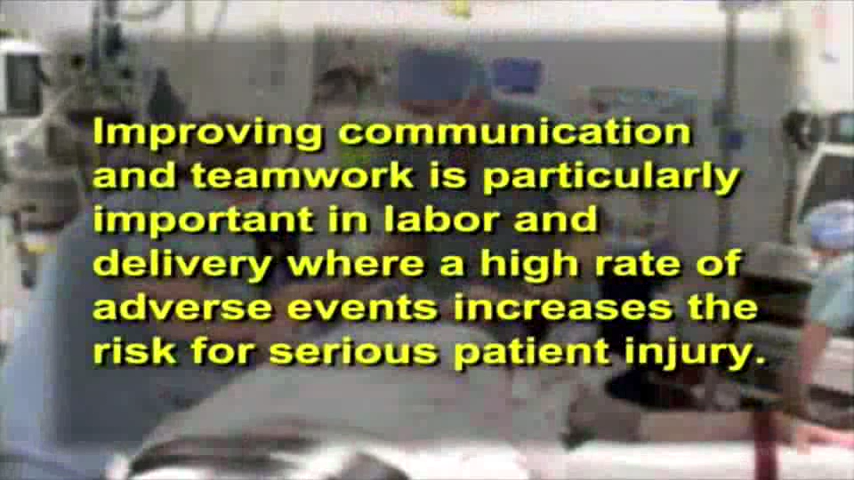 Improving communication
and teamwork is particularly
important in labor and
delivery where a high rate of
adverse events increases the
risk for serious patient injury.